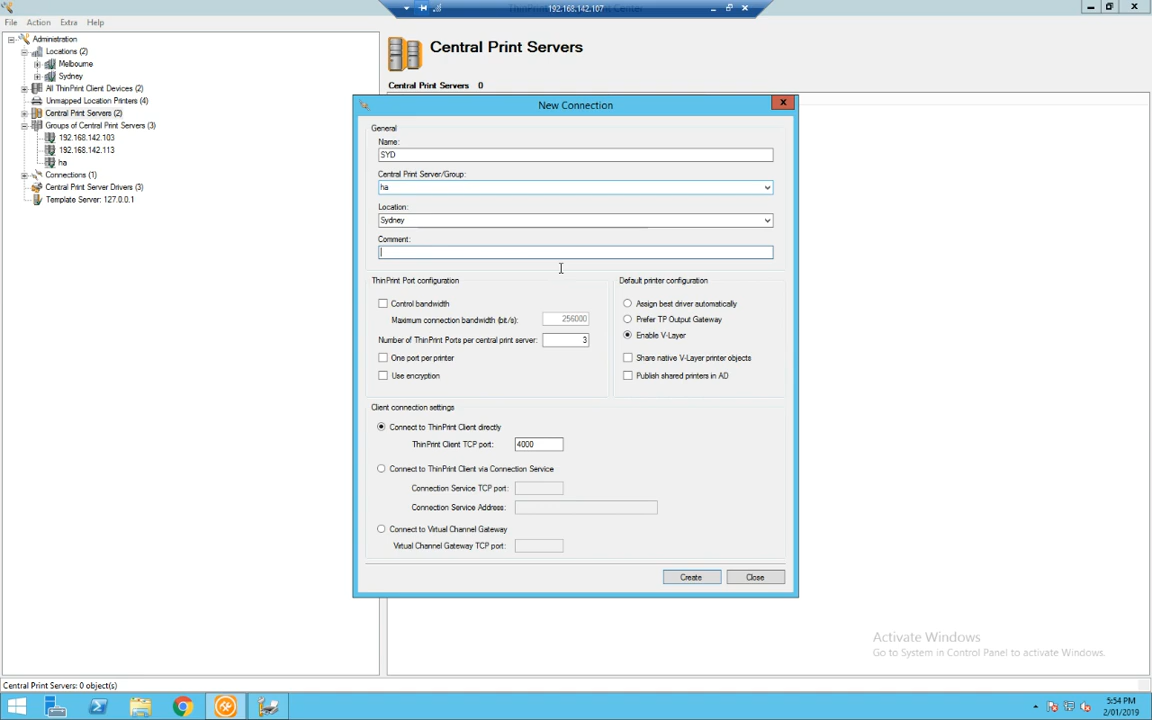 192.168.142.107
File Action Extra Help
Administration
Locations (2)
Melbourne
Sydney
All ThinPrint Client Devices (2)
Unmapped Location Printers (4)
Central Print Servers (2)
Groups of Central Print Servers (3)
192.168.142.103
192.168.142.113
ha
Connections (1)
Central Print Server Drivers (3)
Template Server: 127.0.0.1
Central Print Servers
Central Print Servers 0
New Connection
General
Name:
SYD
Central Print Server/Group:
ha
Location:
Sydney
Comment:
ThinPrint Port configuration
Control bandwidth
Maximum connection bandwidth (bit/s): 256000
Number of ThinPrint Ports per central print server: 3
One port per printer
Use encryption
Default printer configuration
Assign best driver automatically
Prefer TP Output Gateway
Enable V-Layer
Share native V-Layer printer objects
Publish shared printers in AD
Client connection settings
Connect to ThinPrint Client directly
ThinPrint Client TCP port: 4000
Connect to ThinPrint Client via Connection Service
Connection Service TCP port:
Connection Service Address:
Connect to Virtual Channel Gateway
Virtual Channel Gateway TCP port:
Create Close
Activate Windows
Go to System in Control Panel to activate Windows.
Central Print Servers: 0 object(s)
5:54 PM
2/01/2019